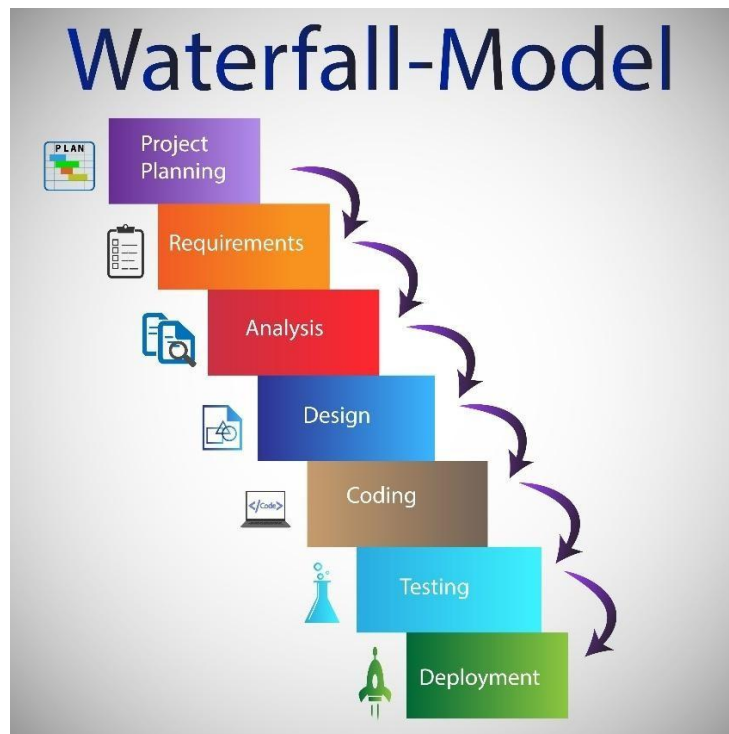 Waterfall-Model
PLAN
Project
Planning
Requirements
Analysis
Design
</Code>
Coding
Testing
Deployment